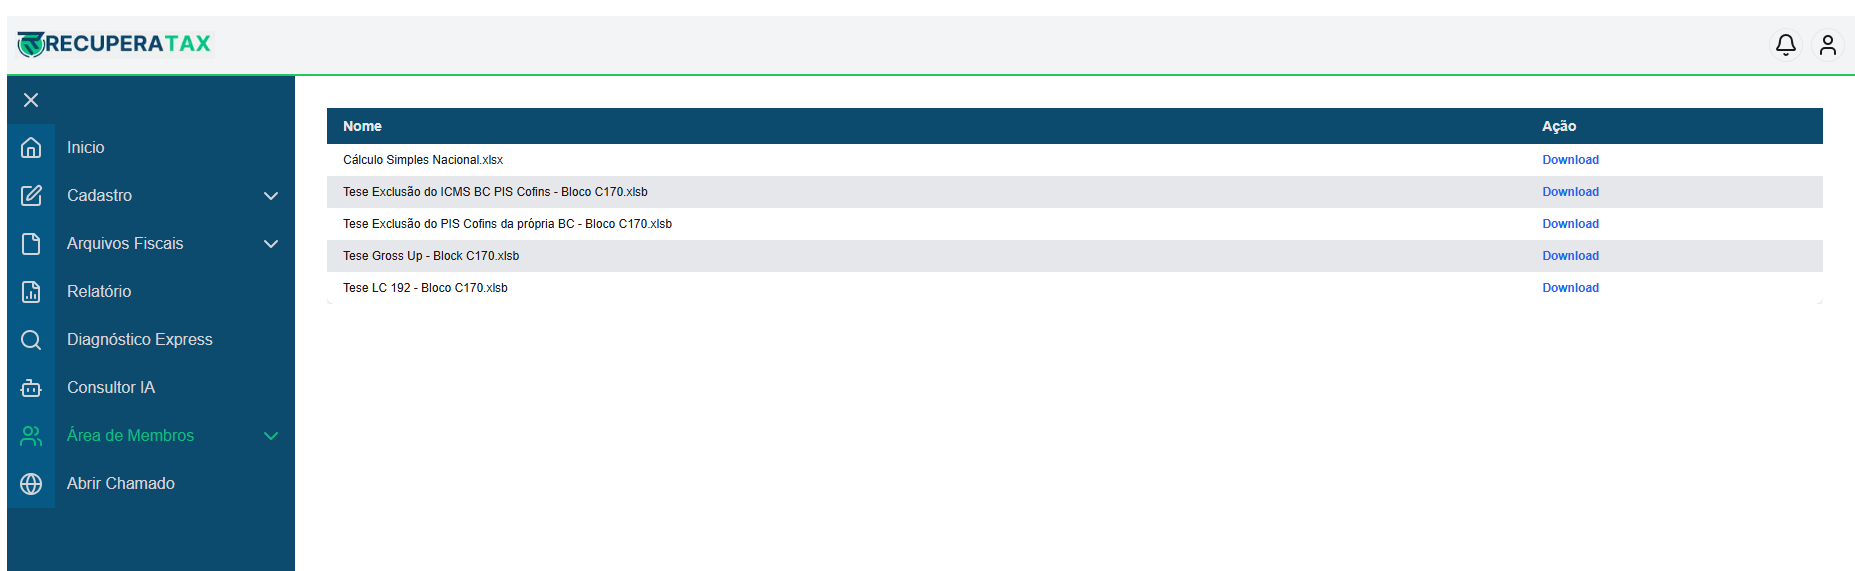 RECUPERATAX
Inicio
Cadastro
Arquivos Fiscais
Relatório
Diagnóstico Express
Consultor IA
Área de Membros
Abrir Chamado
Nome Ação
Cálculo Simples Nacional.xlsx Download
Tese Exclusão do ICMS BC PIS Cofins - Bloco C170.xlsb Download
Tese Exclusão do PIS Cofins da própria BC - Bloco C170.xlsb Download
Tese Gross Up - Block C170.xlsb Download
Tese LC 192 - Bloco C170.xlsb Download